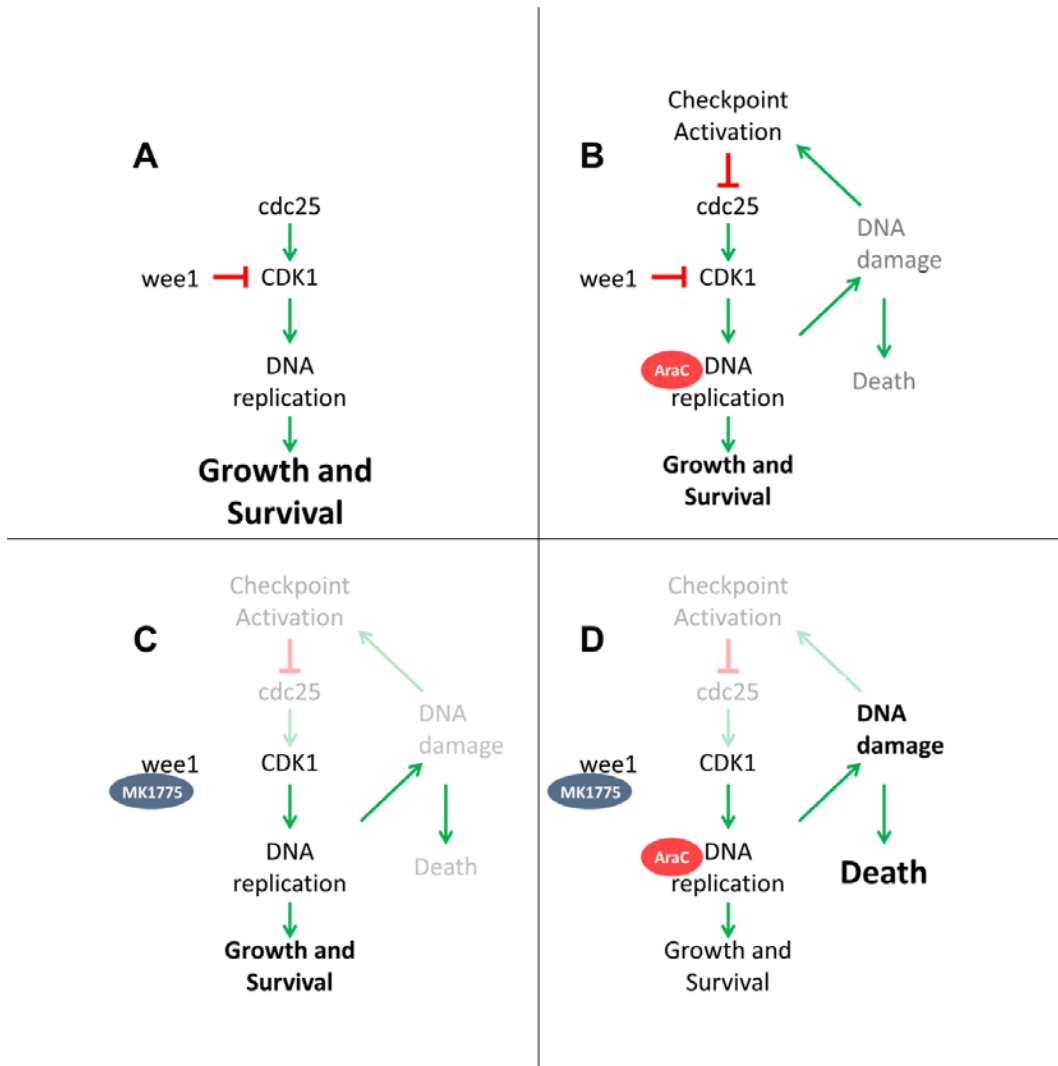 A
cdc25
wee1
CDK1
DNA
replication
Growth and
Survival
B
Checkpoint
Activation
cdc25
DNA
damage
wee1
CDK1
AraC
DNA
replication
Death
Growth and
Survival
C
Checkpoint
Activation
cdc25
DNA
damage
wee1
CDK1
MK1775
DNA
replication
Death
Growth and
Survival
D
Checkpoint
Activation
cdc25
DNA
damage
wee1
CDK1
MK1775
AraC
DNA
replication
Death
Growth and
Survival